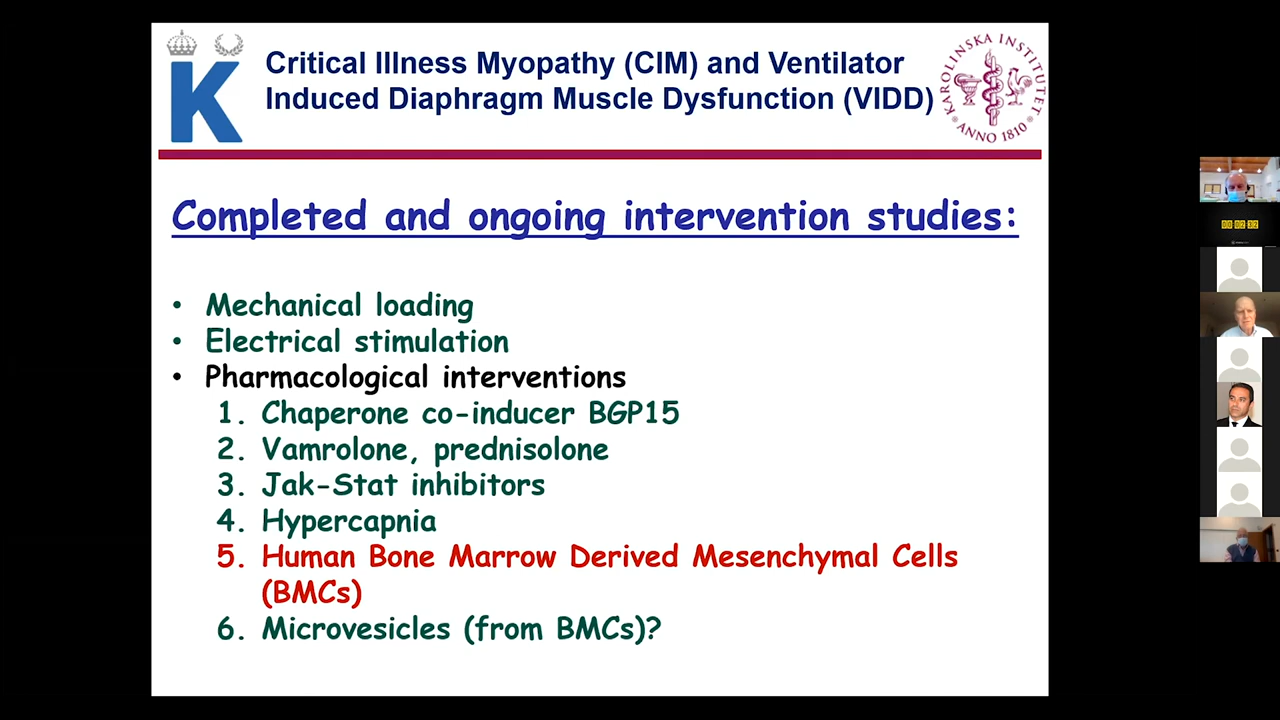 K
Critical Illness Myopathy (CIM) and Ventilator
Induced Diaphragm Muscle Dysfunction (VIDD)
KAROLINSKA INSTITUTET
ANNO 1810
Completed and ongoing intervention studies:
• Mechanical loading
• Electrical stimulation
• Pharmacological interventions
1. Chaperone co-inducer BGP15
2. Vamrolone, prednisolone
3. Jak-Stat inhibitors
4. Hypercapnia
5. Human Bone Marrow Derived Mesenchymal Cells
(BMCs)
6. Microvesicles (from BMCs)?